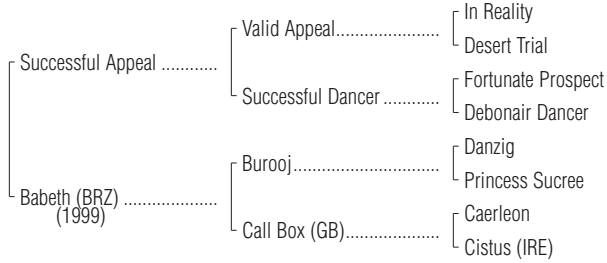 In Reality
Valid Appeal
Desert Trial
Successful Appeal
Fortunate Prospect
Successful Dancer
Debonair Dancer
Danzig
Burooj
Princess Sucree
Babeth (BRZ)
(1999)
Caerleon
Call Box (GB)
Cistus (IRE)